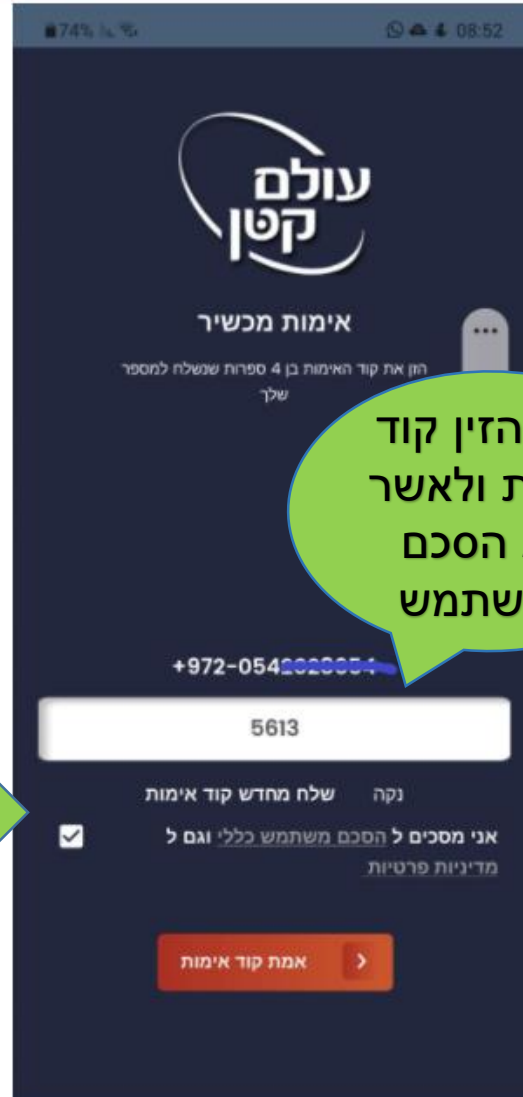 74%
08:52
עולם
קטן
אימות מכשיר
הזן את קוד האימות בן 4 ספרות שנשלח למספר
שלך
הזין קוד
ת ולאשר
הסכם
שתמש
+972-054
5613
נקה שלח מחדש קוד אימות
אני מסכים ל הסכם משתמש כללי וגם ל
מדיניות פרטיות
אמת קוד אימות